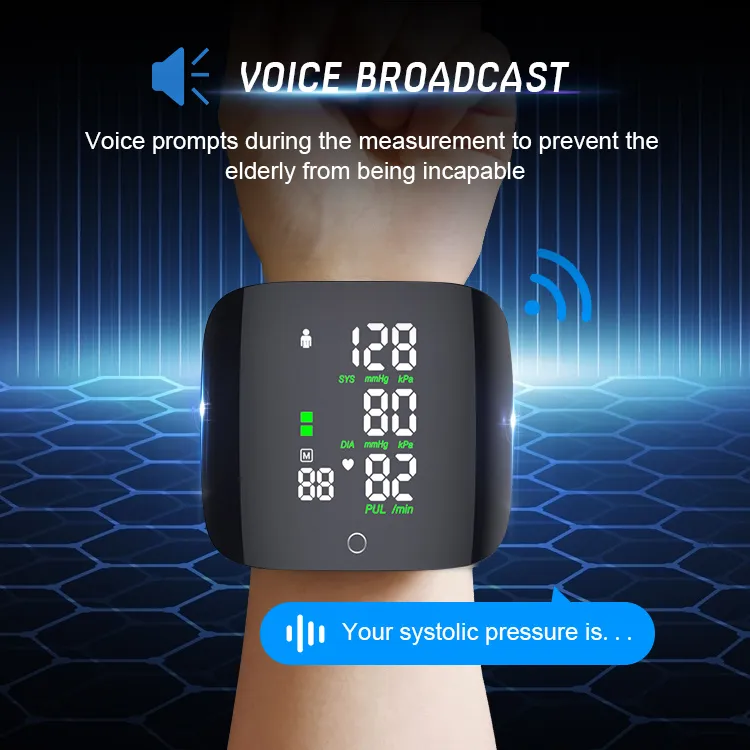 VOICE BROADCAST
Voice prompts during the measurement to prevent the
elderly from being incapable
128
SYS mmHg kPa
80
DIA mmHg kPa
M
88
82
PUL /min
Your systolic pressure is. . .